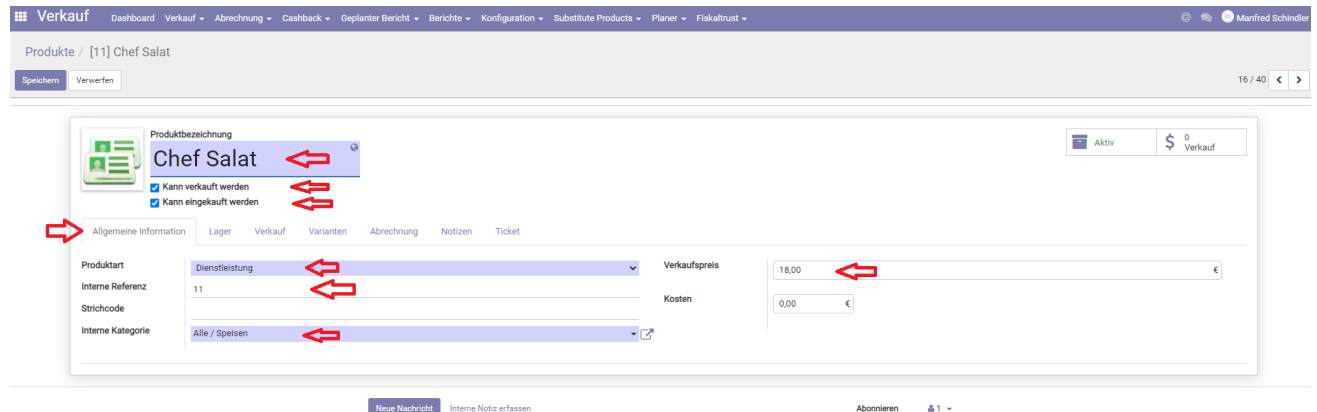 Verkauf Dashboard Verkauf Abrechnung Cashback Geplanter Bericht Berichte Konfiguration Substitute Products Planer Fiskaltrust @ Manfred Schindler
Produkte / [11] Chef Salat
Speichern Verwerfen 16 / 40
Produktbezeichnung
Chef Salat
Aktiv
$ 0 Verkauf
Kann verkauft werden
Kann eingekauft werden
Allgemeine Information Lager Verkauf Varianten Abrechnung Notizen Ticket
Produktart Dienstleistung
Interne Referenz 11
Strichcode
Interne Kategorie Alle / Speisen
Verkaufspreis 18,00 €
Kosten 0,00 €
Neue Nachricht Interne Notiz erfassen Abonnieren 1